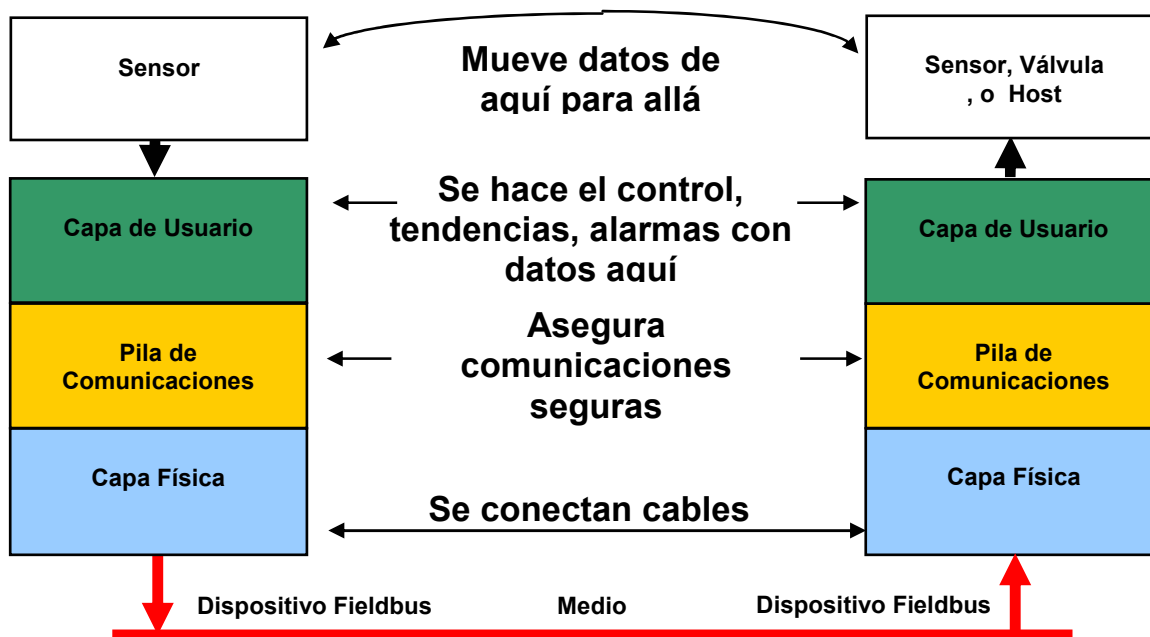 Sensor
Mueve datos de
aquí para allá
Sensor, Válvula
, o Host
Capa de Usuario
Se hace el control,
tendencias, alarmas con
datos aquí
Capa de Usuario
Pila de
Comunicaciones
Asegura
comunicaciones
seguras
Pila de
Comunicaciones
Capa Física
Se conectan cables
Capa Física
Dispositivo Fieldbus
Medio
Dispositivo Fieldbus